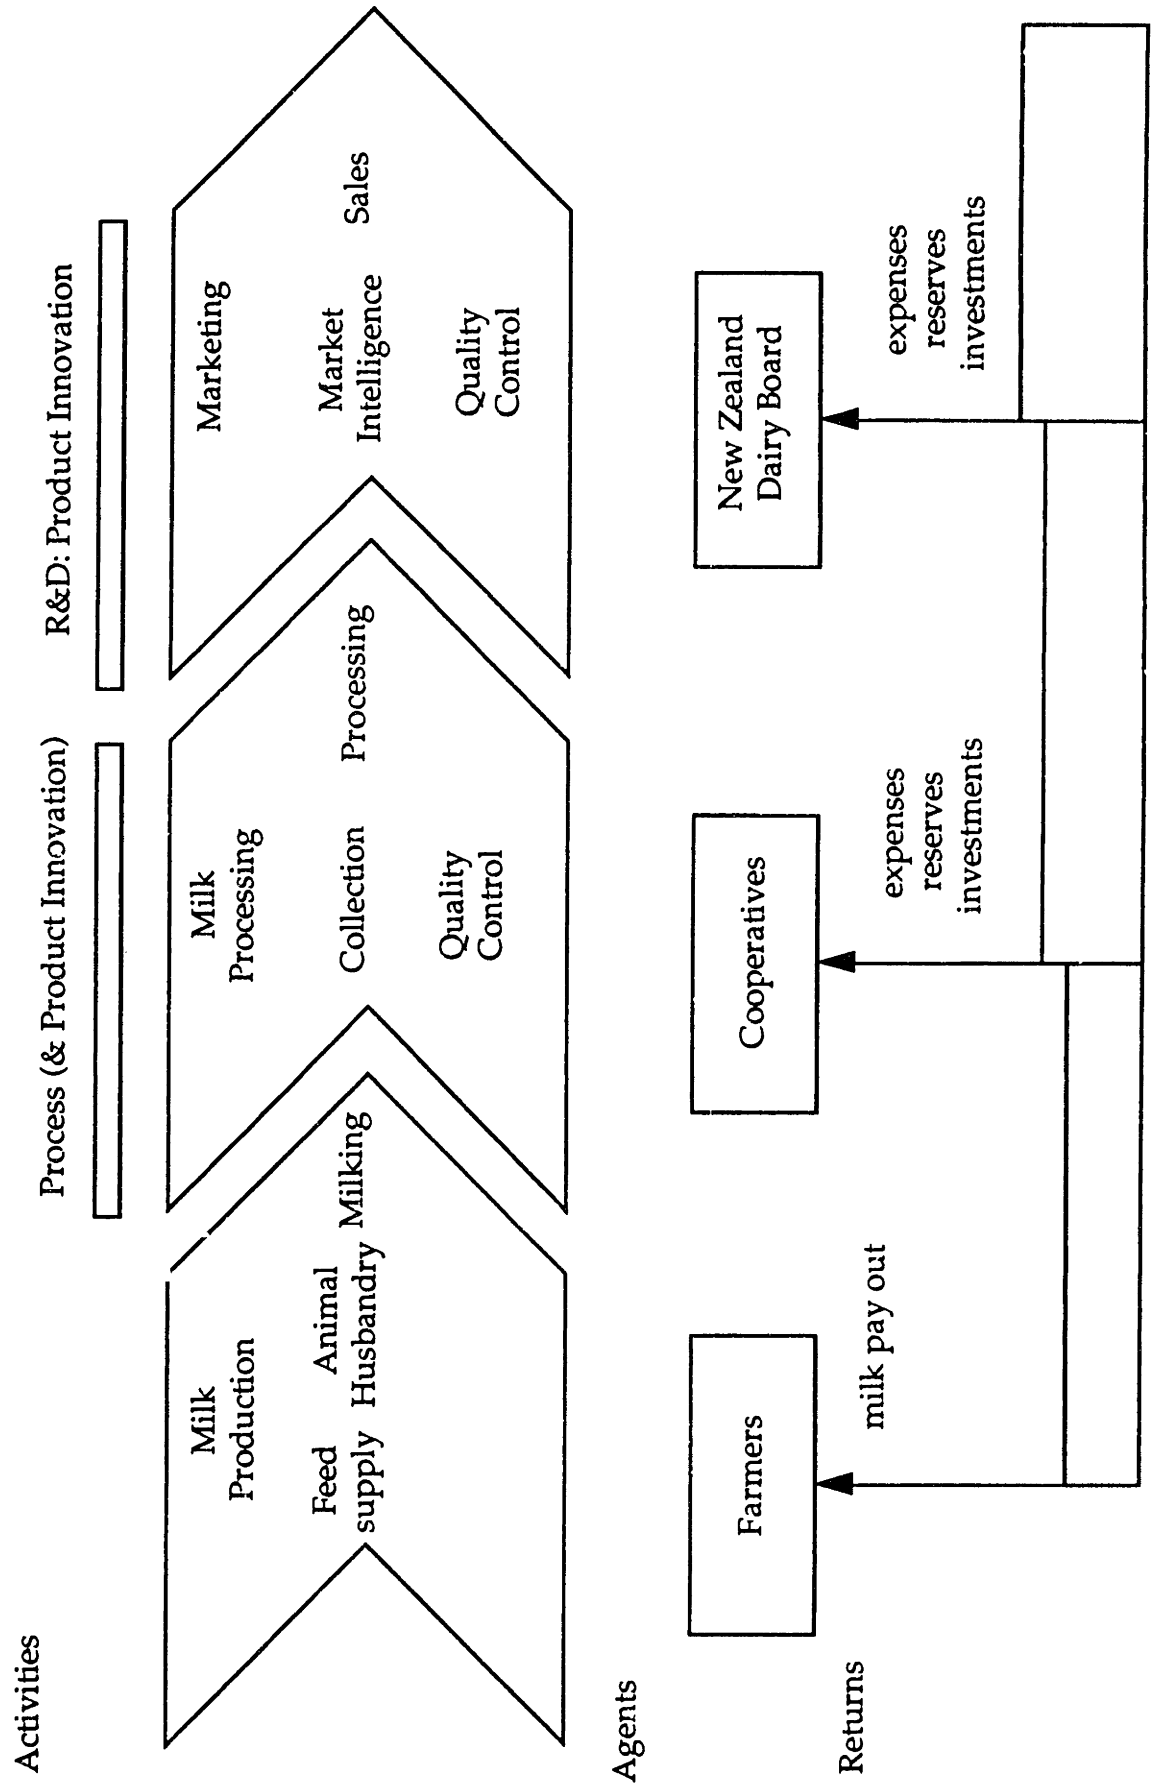 Activities
Process (& Product Innovation)
R&D: Product Innovation
Milk
Production
Feed
supply
Animal
Husbandry
Milking
Milk
Processing
Collection
Processing
Quality
Control
Marketing
Market
Intelligence
Sales
Quality
Control
Agents
Farmers
Cooperatives
New Zealand
Dairy Board
Returns
milk pay out
expenses
reserves
investments
expenses
reserves
investments